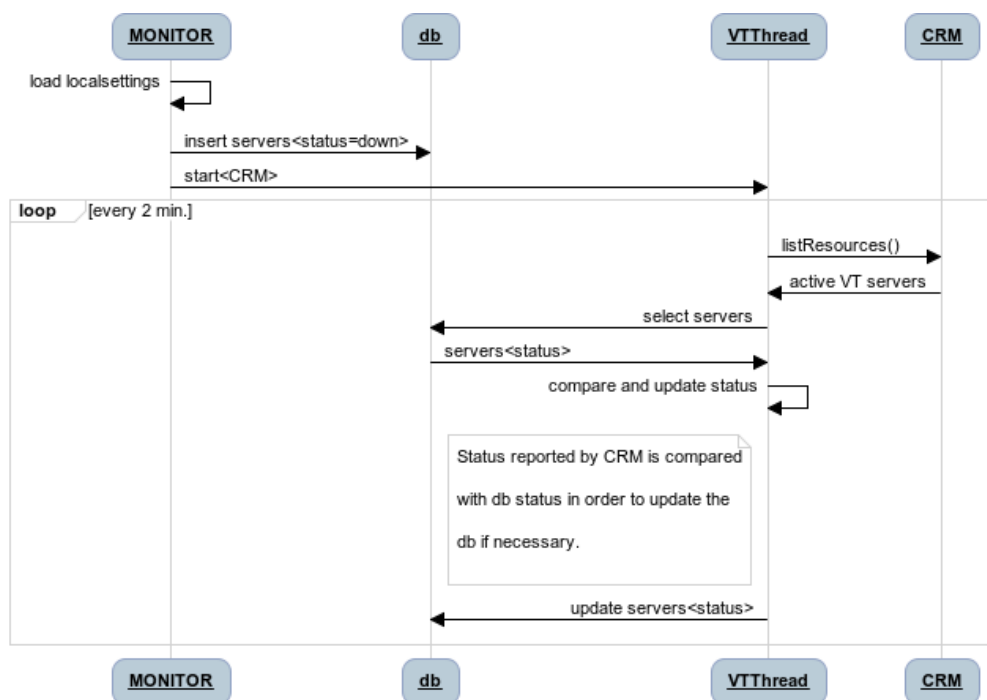 MONITOR db VTThread CRM
load localsettings
insert servers<status=down>
start<CRM>
loop [every 2 min.]
listResources()
active VT servers
select servers
servers<status>
compare and update status
Status reported by CRM is compared
with db status in order to update the
db if necessary.
update servers<status>
MONITOR db VTThread CRM